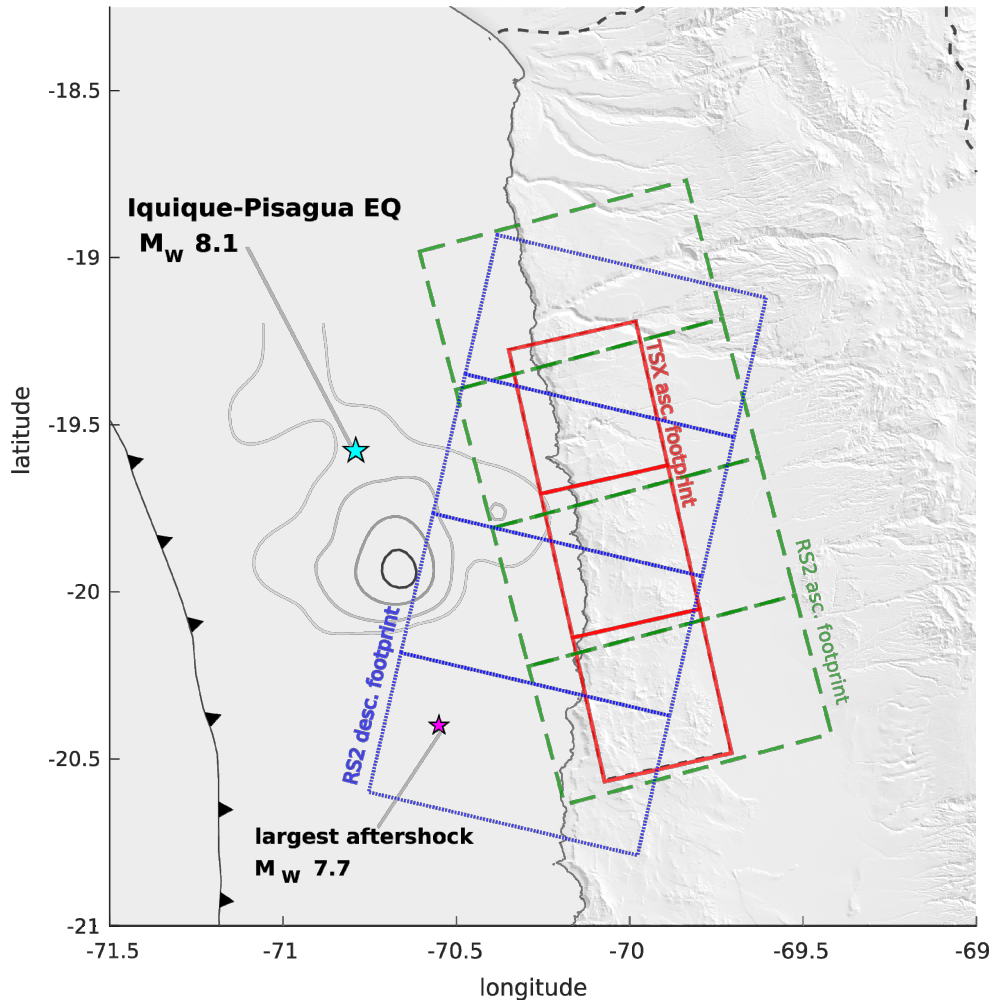 -18.5
Iquique-Pisagua EQ
Mw 8.1
-19
TSX asc. footprint
-19.5
latitude
RS2 asc. footprint
-20
RS2 desc. footprint
-20.5
largest aftershock
M W 7.7
-21
-71.5
-71
-70.5
-70
-69.5
-69
longitude